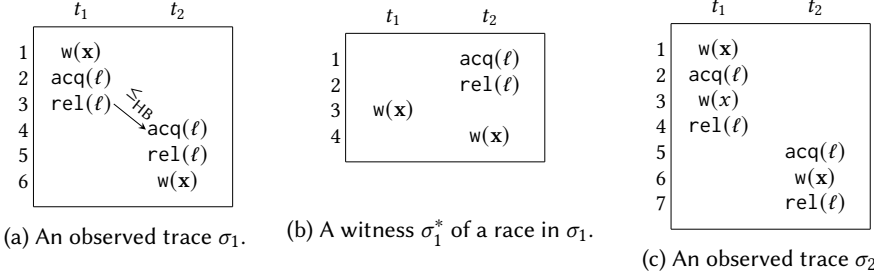 t₁ t₂
1 w(x)
2 acq(ℓ)
3 rel(ℓ)
≤HB
4 acq(ℓ)
5 rel(ℓ)
6 w(x)
(a) An observed trace σ₁.
t₁ t₂
1 acq(ℓ)
2 rel(ℓ)
3 w(x)
4 w(x)
(b) A witness σ₁* of a race in σ₁.
t₁ t₂
1 w(x)
2 acq(ℓ)
3 w(x)
4 rel(ℓ)
5 acq(ℓ)
6 w(x)
7 rel(ℓ)
(c) An observed trace σ₂